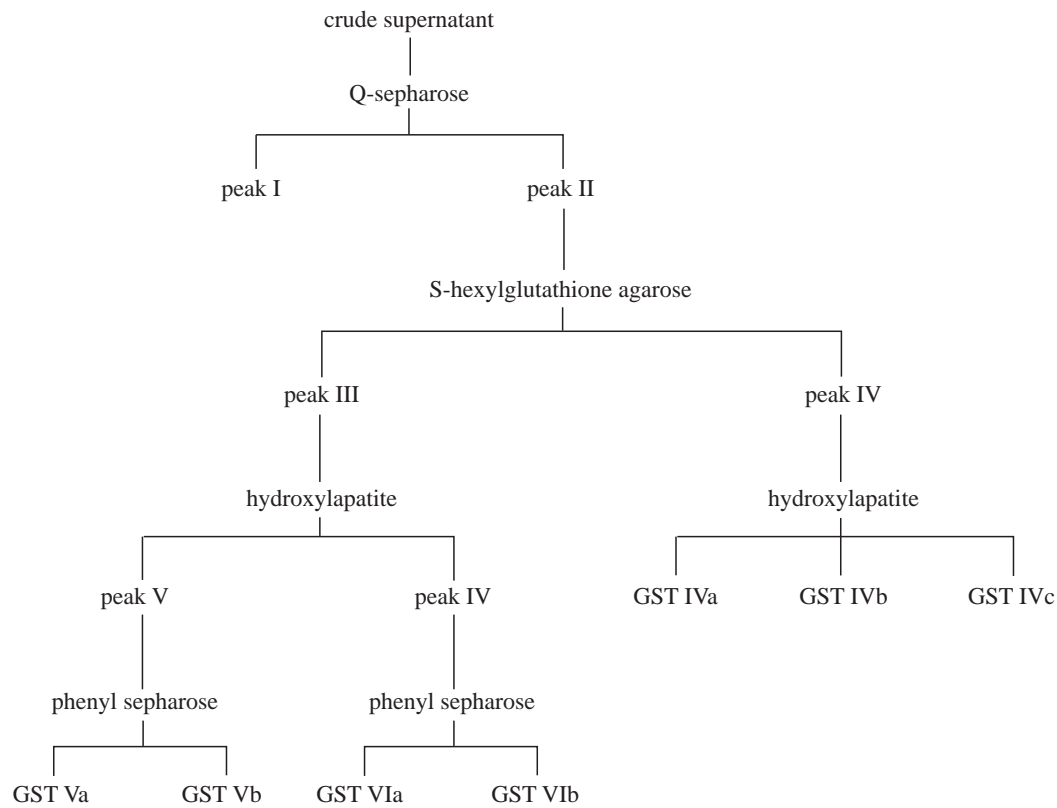 crude supernatant
Q-sepharose
peak I
peak II
S-hexylglutathione agarose
peak III
peak IV
hydroxylapatite
hydroxylapatite
peak V
peak IV
GST IVa
GST IVb
GST IVc
phenyl sepharose
phenyl sepharose
GST Va
GST Vb
GST VIa
GST VIb